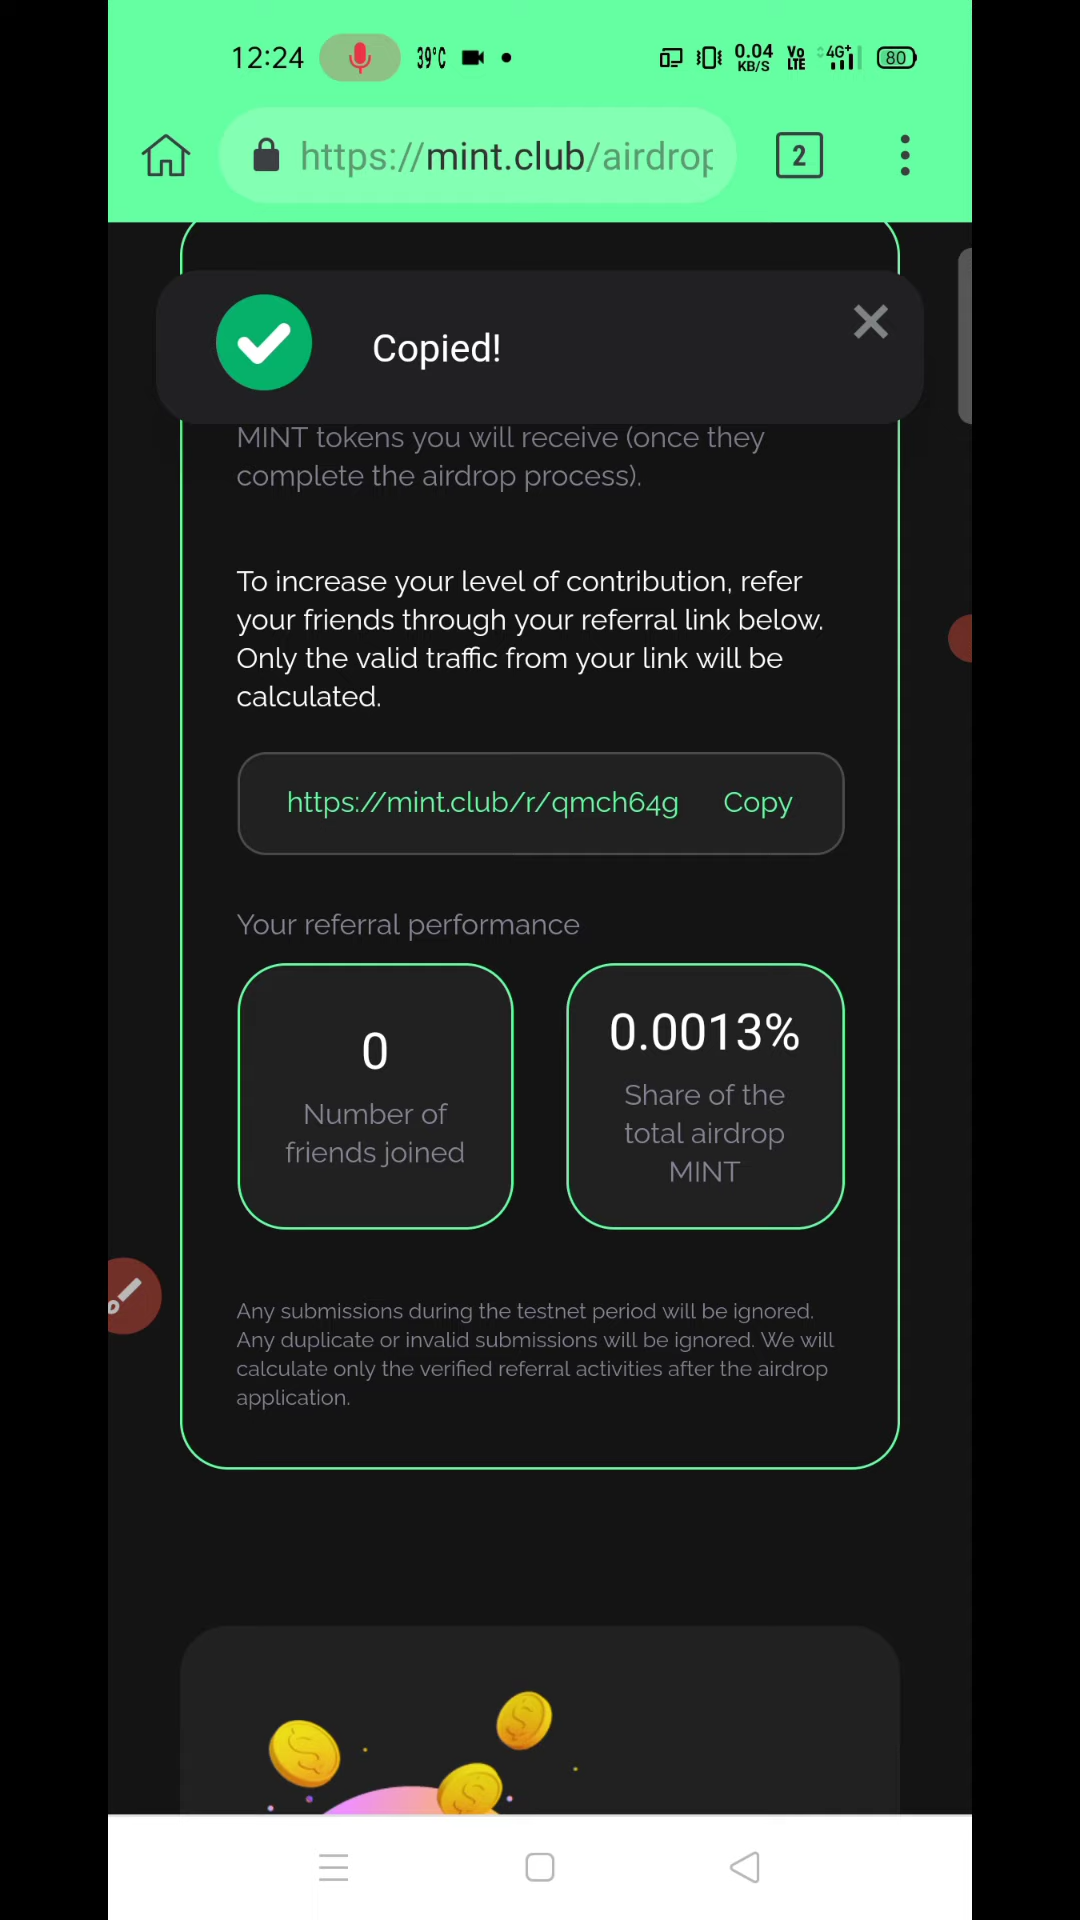 12:24 39°C 0.04 KB/S Vo LTE 4G+ 80
https://mint.club/airdrop 2
Copied!
MINT tokens you will receive (once they
complete the airdrop process).
To increase your level of contribution, refer
your friends through your referral link below.
Only the valid traffic from your link will be
calculated.
https://mint.club/r/qmch64g Copy
Your referral performance
0
Number of
friends joined
0.0013%
Share of the
total airdrop
MINT
Any submissions during the testnet period will be ignored.
Any duplicate or invalid submissions will be ignored. We will
calculate only the verified referral activities after the airdrop
application.